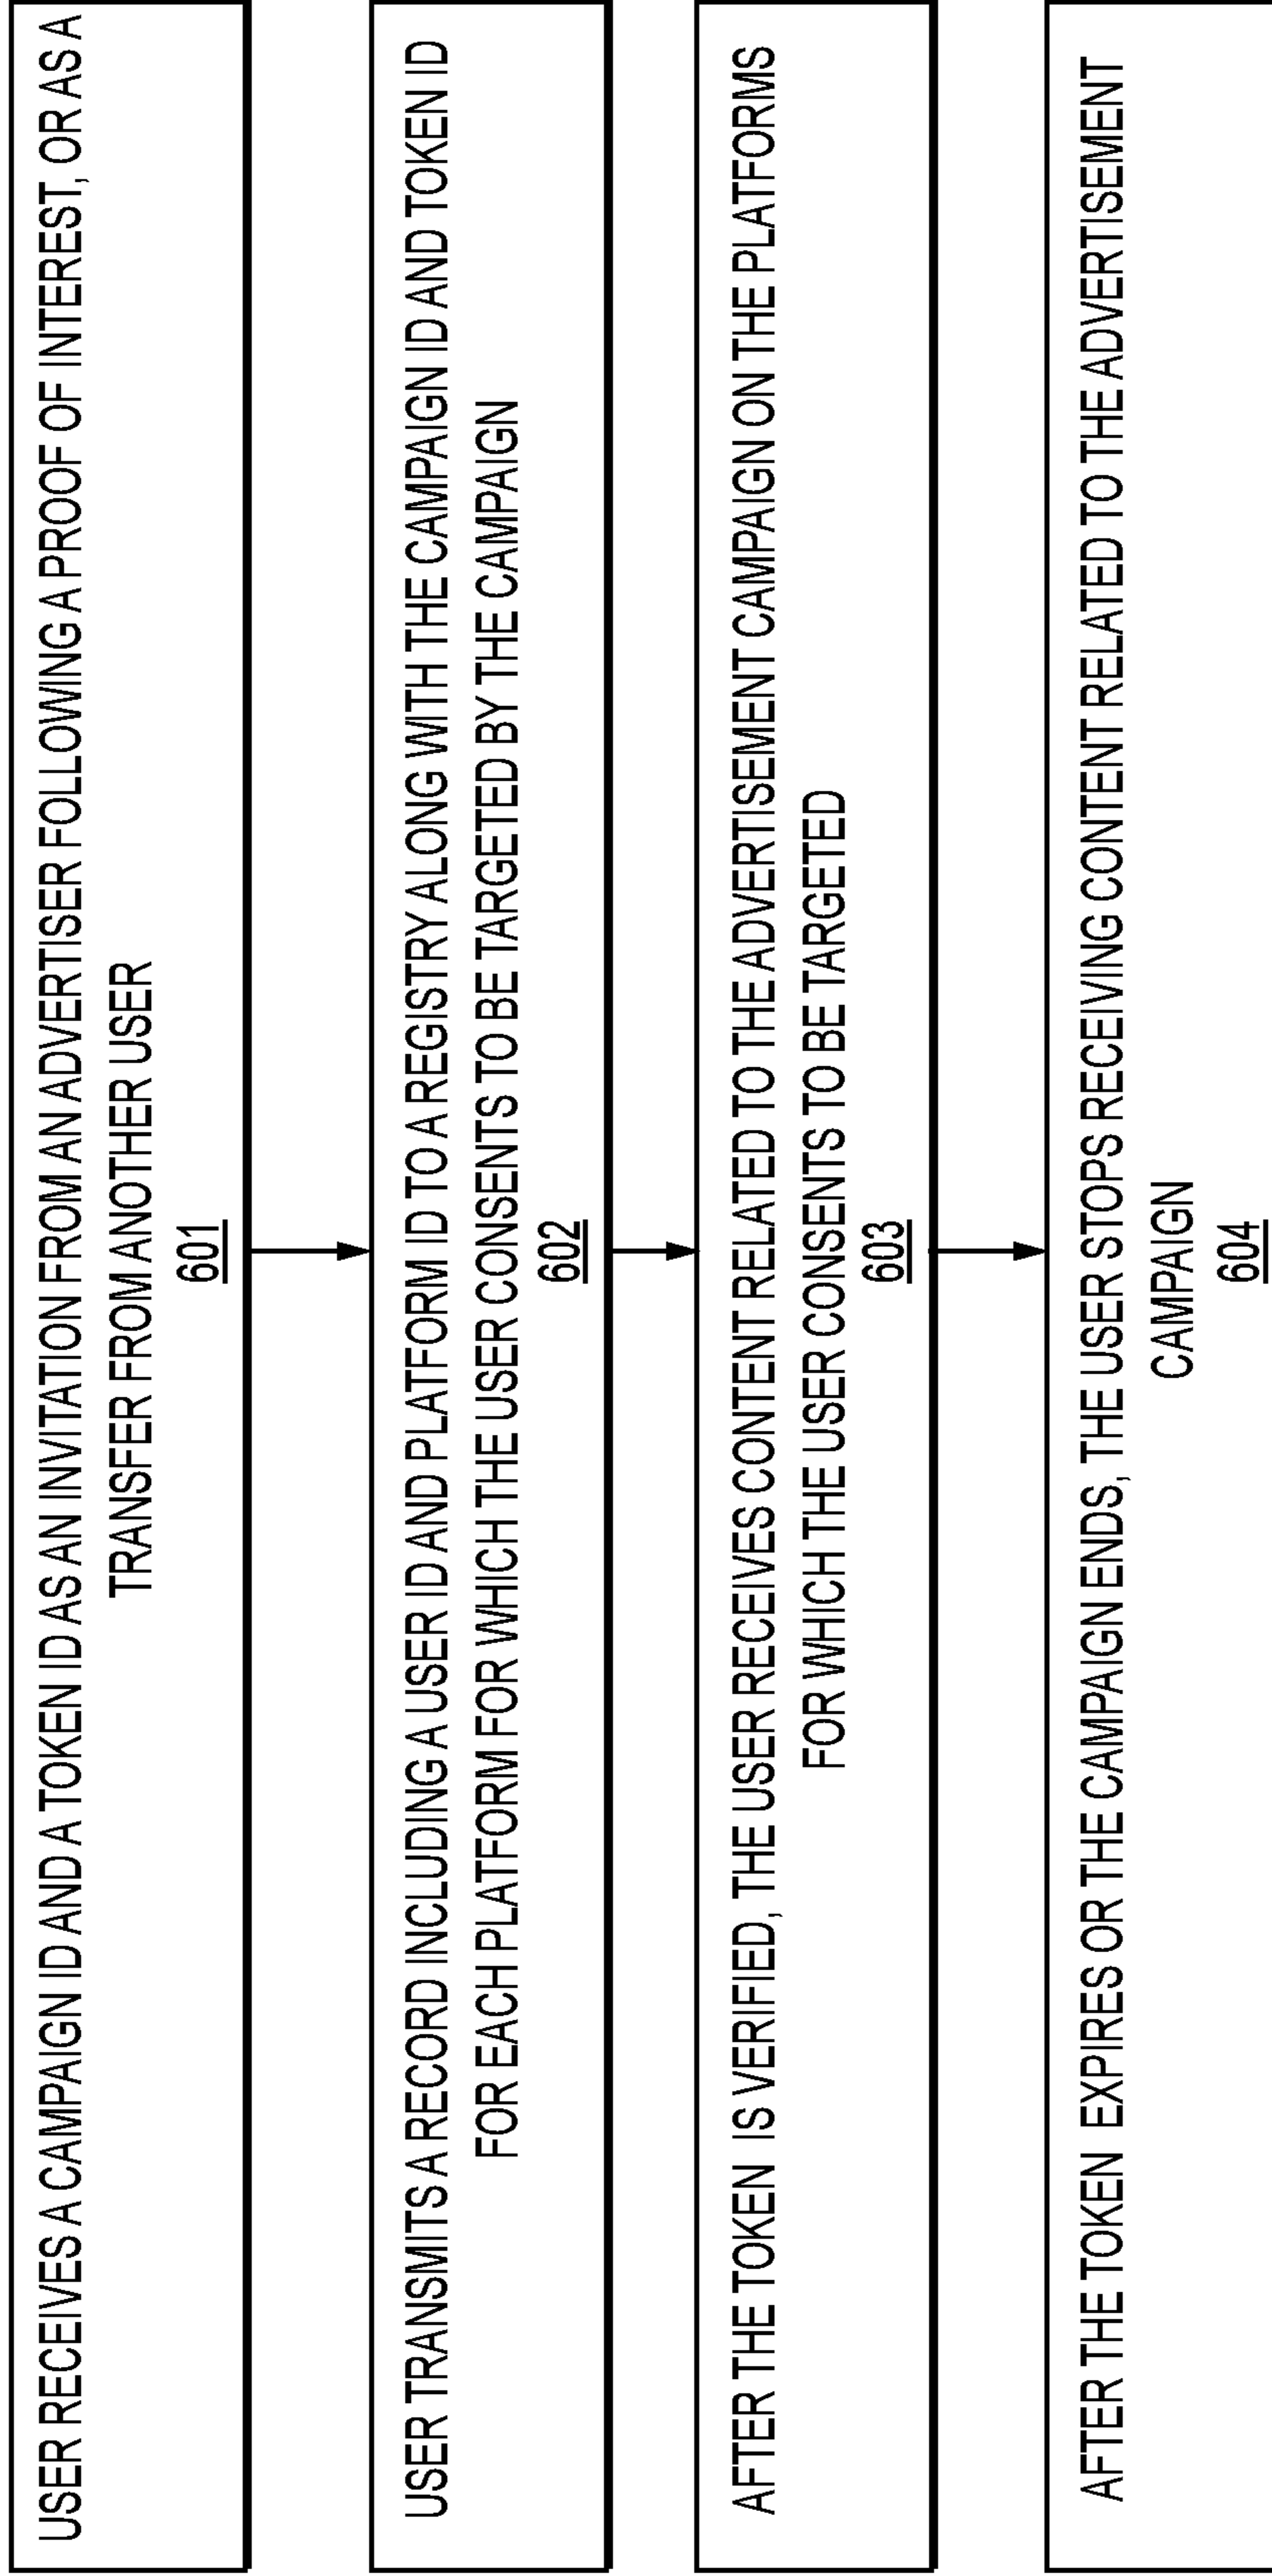 USER RECEIVES A CAMPAIGN ID AND A TOKEN ID AS AN INVITATION FROM AN ADVERTISER FOLLOWING A PROOF OF INTEREST, OR AS A
TRANSFER FROM ANOTHER USER
601
USER TRANSMITS A RECORD INCLUDING A USER ID AND PLATFORM ID TO A REGISTRY ALONG WITH THE CAMPAIGN ID AND TOKEN ID
FOR EACH PLATFORM FOR WHICH THE USER CONSENTS TO BE TARGETED BY THE CAMPAIGN
602
AFTER THE TOKEN IS VERIFIED, THE USER RECEIVES CONTENT RELATED TO THE ADVERTISEMENT CAMPAIGN ON THE PLATFORMS
FOR WHICH THE USER CONSENTS TO BE TARGETED
603
AFTER THE TOKEN EXPIRES OR THE CAMPAIGN ENDS, THE USER STOPS RECEIVING CONTENT RELATED TO THE ADVERTISEMENT
CAMPAIGN
604